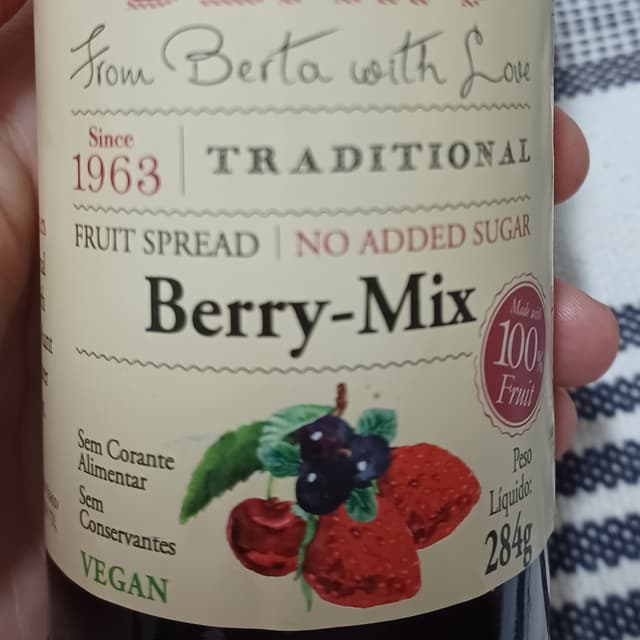 From Berta with Love
Since
1963
TRADITIONAL
FRUIT SPREAD | NO ADDED SUGAR
Berry-Mix
Made with
100%
Fruit
Sem Corante
Alimentar
Sem
Conservantes
VEGAN
Peso
Líquido:
284g